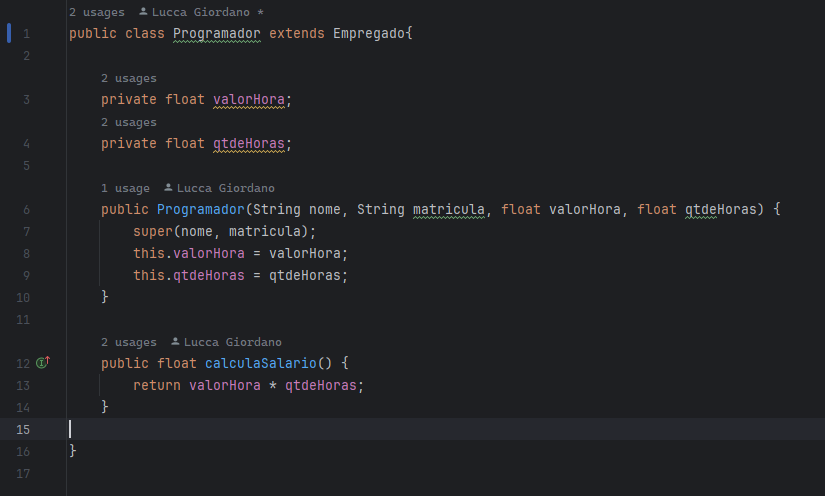 2 usages Lucca Giordano *
1 public class Programador extends Empregado{
2
2 usages
3 private float valorHora;
2 usages
4 private float qtdeHoras;
5
1 usage Lucca Giordano
6 public Programador(String nome, String matricula, float valorHora, float qtdeHoras) {
7 super(nome, matricula);
8 this.valorHora = valorHora;
9 this.qtdeHoras = qtdeHoras;
10 }
11
2 usages Lucca Giordano
12 public float calculaSalario() {
13 return valorHora * qtdeHoras;
14 }
15
16 }
17